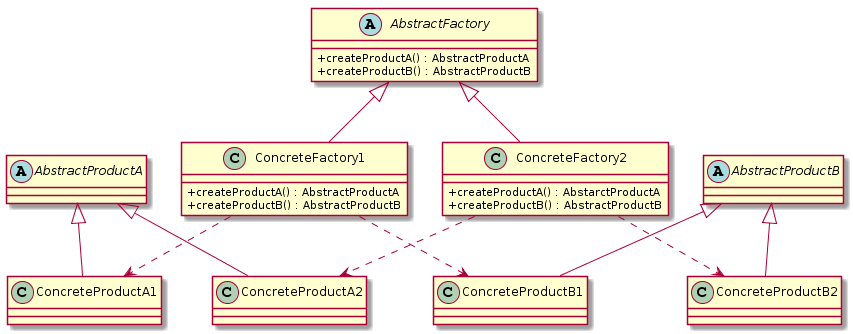 A AbstractFactory
+createProductA() : AbstractProductA
+createProductB() : AbstractProductB
C ConcreteFactory1
+createProductA() : AbstractProductA
+createProductB() : AbstractProductB
C ConcreteFactory2
+createProductA() : AbstarctProductA
+createProductB() : AbstractProductB
A AbstractProductA
A AbstractProductB
C ConcreteProductA1
C ConcreteProductA2
C ConcreteProductB1
C ConcreteProductB2